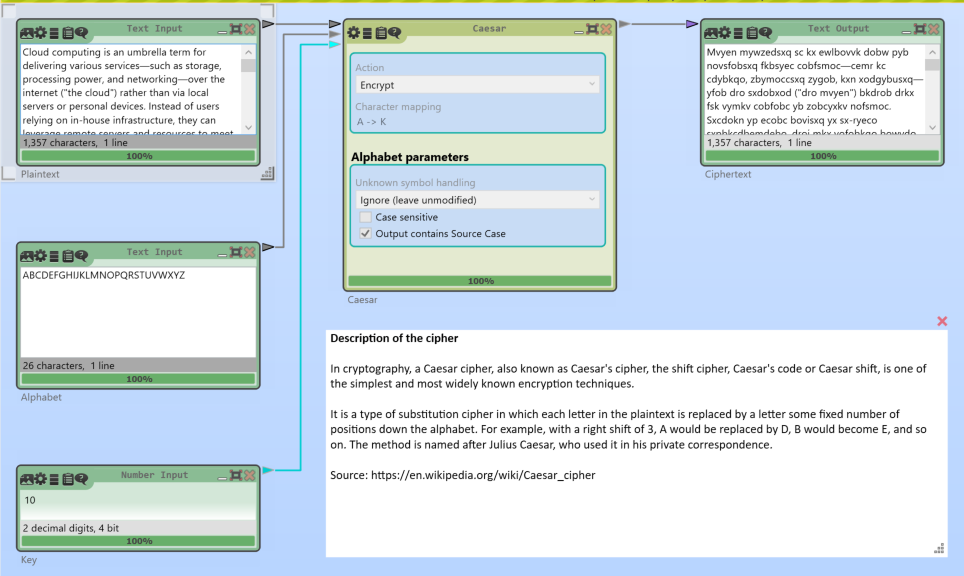 Text Input
Cloud computing is an umbrella term for
delivering various services—such as storage,
processing power, and networking—over the
internet ("the cloud") rather than via local
servers or personal devices. Instead of users
relying on in-house infrastructure, they can
leverage remote servers and resources to meet
1,357 characters,  1 line
100%
Plaintext
Text Input
ABCDEFGHIJKLMNOPQRSTUVWXYZ
26 characters,  1 line
100%
Alphabet
Number Input
10
2 decimal digits, 4 bit
100%
Key
Caesar
Action
Encrypt
Character mapping
A -> K
Alphabet parameters
Unknown symbol handling
Ignore (leave unmodified)
Case sensitive
Output contains Source Case
100%
Caesar
Text Output
Mvyen mywzedsxq sc kx ewlbovvk dobw pyb
novsfobsxq fkbsyec cobfsmoc—cemr kc
cdybkqo, zbymoccsxq zygob, kxn xodgybusxq—
yfob dro sxdobxod ("dro mvyen") bkdrob drkx
fsk vymkv cobfobc yb zobcyxkv nofsmoc.
Sxcdokn yp ecobc bovisxq yx sx-ryeco
1,357 characters,  1 line
100%
Ciphertext
Description of the cipher
In cryptography, a Caesar cipher, also known as Caesar's cipher, the shift cipher, Caesar's code or Caesar shift, is one of
the simplest and most widely known encryption techniques.
It is a type of substitution cipher in which each letter in the plaintext is replaced by a letter some fixed number of
positions down the alphabet. For example, with a right shift of 3, A would be replaced by D, B would become E, and so
on. The method is named after Julius Caesar, who used it in his private correspondence.
Source: https://en.wikipedia.org/wiki/Caesar_cipher